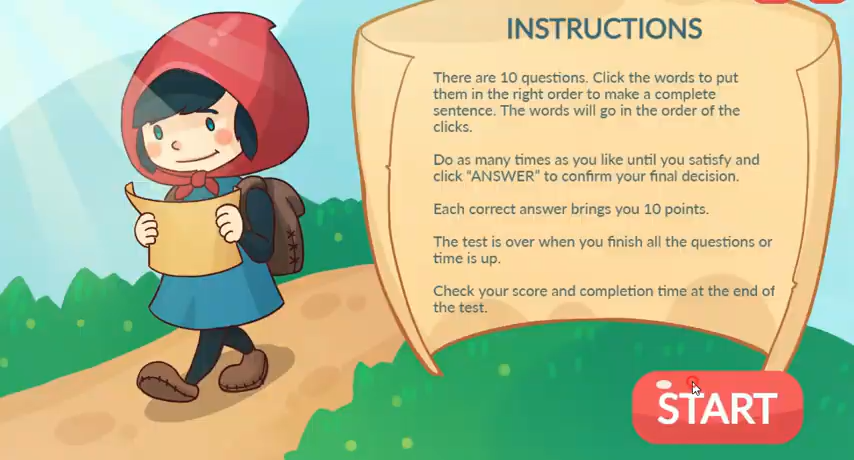 INSTRUCTIONS
There are 10 questions. Click the words to put
them in the right order to make a complete
sentence. The words will go in the order of the
clicks.
Do as many times as you like until you satisfy and
click "ANSWER" to confirm your final decision.
Each correct answer brings you 10 points.
The test is over when you finish all the questions or
time is up.
Check your score and completion time at the end of
the test.
START